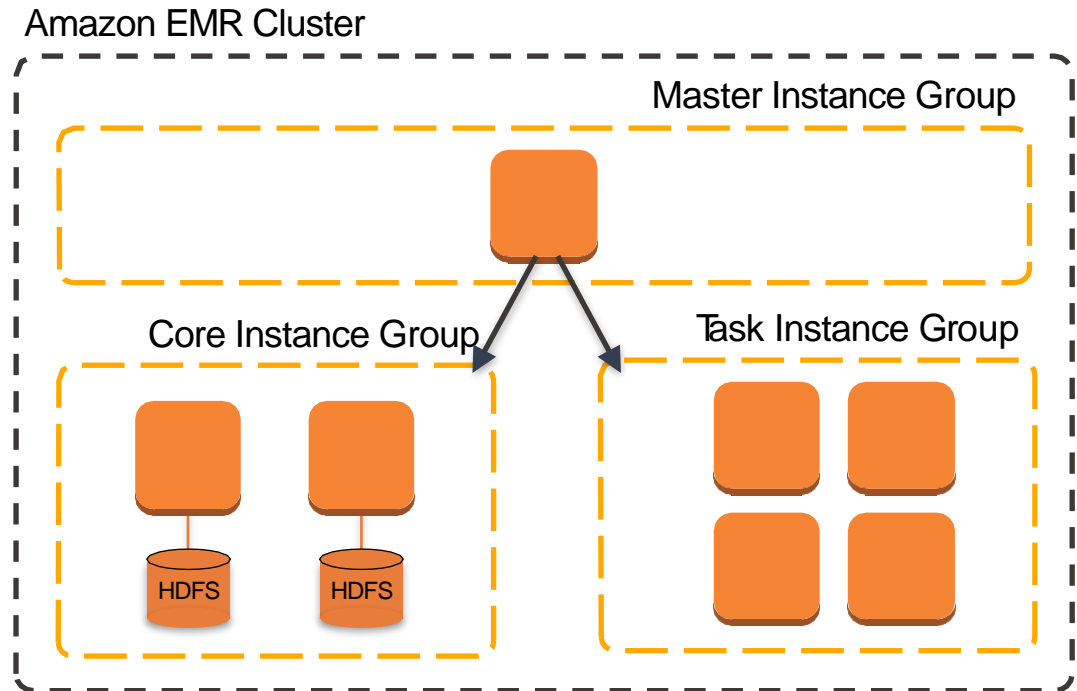 Amazon EMR Cluster
Master Instance Group
Core Instance Group
Task Instance Group
HDFS
HDFS